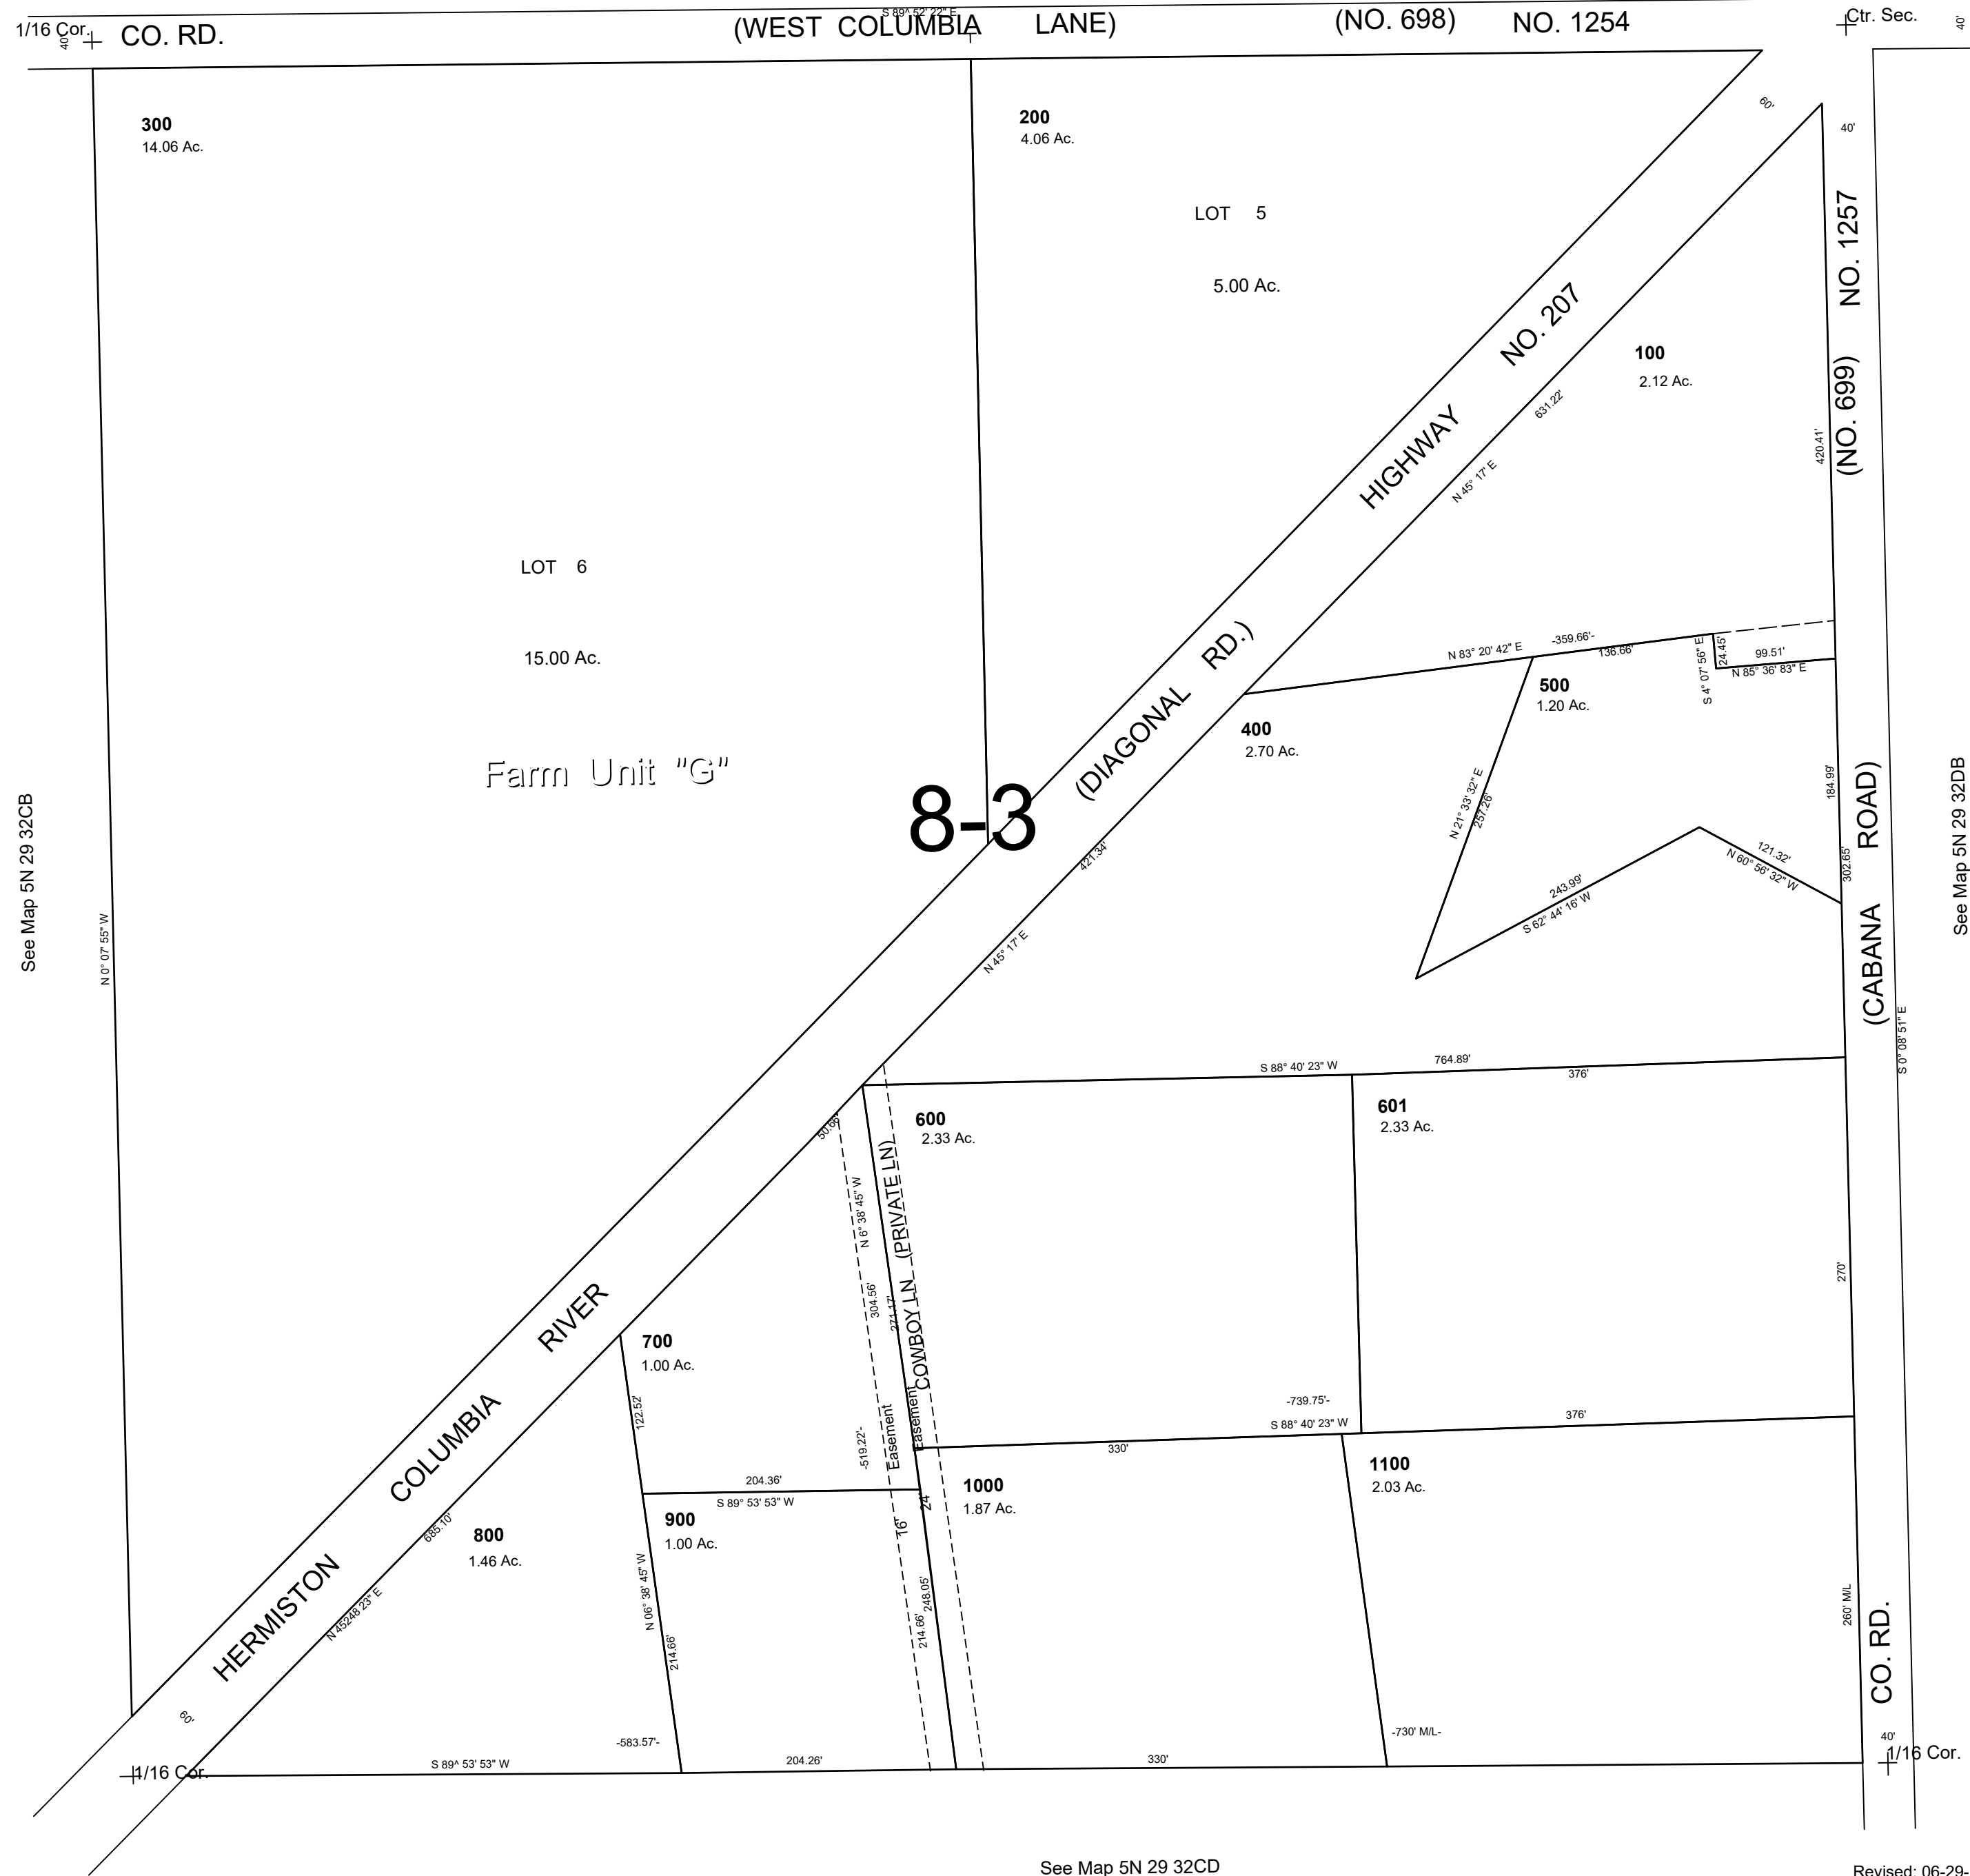 S 89^ 52' 22" E
1/16 Cor.
40'
CO. RD.
(WEST COLUMBIA LANE)
(NO. 698)
NO. 1254
Ctr. Sec.
40'
300
14.06 Ac.
200
4.06 Ac.
60'
40'
LOT 5
5.00 Ac.
NO. 1257
(NO. 699)
HIGHWAY NO. 207
100
2.12 Ac.
631.22'
N 45° 17' E
420.41'
LOT 6
15.00 Ac.
(DIAGONAL RD.)
N 83° 20' 42" E
-359.66'-
136.66'
S 4° 07' 56" E
24.45'
99.51'
N 85° 36' 83" E
500
1.20 Ac.
400
2.70 Ac.
Farm Unit "G"
8-3
N 21° 33' 32" E
257.26'
184.99'
302.65'
121.32'
N 60° 56' 32" W
243.99'
S 62° 44' 16" W
421.34'
N 45° 17' E
(CABANA ROAD)
See Map 5N 29 32CB
See Map 5N 29 32DB
N 0° 07' 55" W
S 0° 08' 51" E
S 88° 40' 23" W
764.89'
376'
50.66'
600
2.33 Ac.
601
2.33 Ac.
N 6° 38' 45" W
304.56'
271.17'
COWBOY LN (PRIVATE LN)
270'
RIVER
700
1.00 Ac.
122.52'
-519.22'-
Easement
Easement
-739.75'-
S 88° 40' 23" W
376'
330'
COLUMBIA
204.36'
S 89° 53' 53" W
24'
16'
1000
1.87 Ac.
1100
2.03 Ac.
685.10'
800
1.46 Ac.
900
1.00 Ac.
HERMISTON
N 45248 23" E
N 06° 38' 45" W
214.66'
248.05'
214.66'
260' M/L
CO. RD.
60'
-583.57'-
-730' M/L-
40'
1/16 Cor.
S 89^ 53' 53" W
204.26'
330'
1/16 Cor.
See Map 5N 29 32CD
Revised: 06-29-